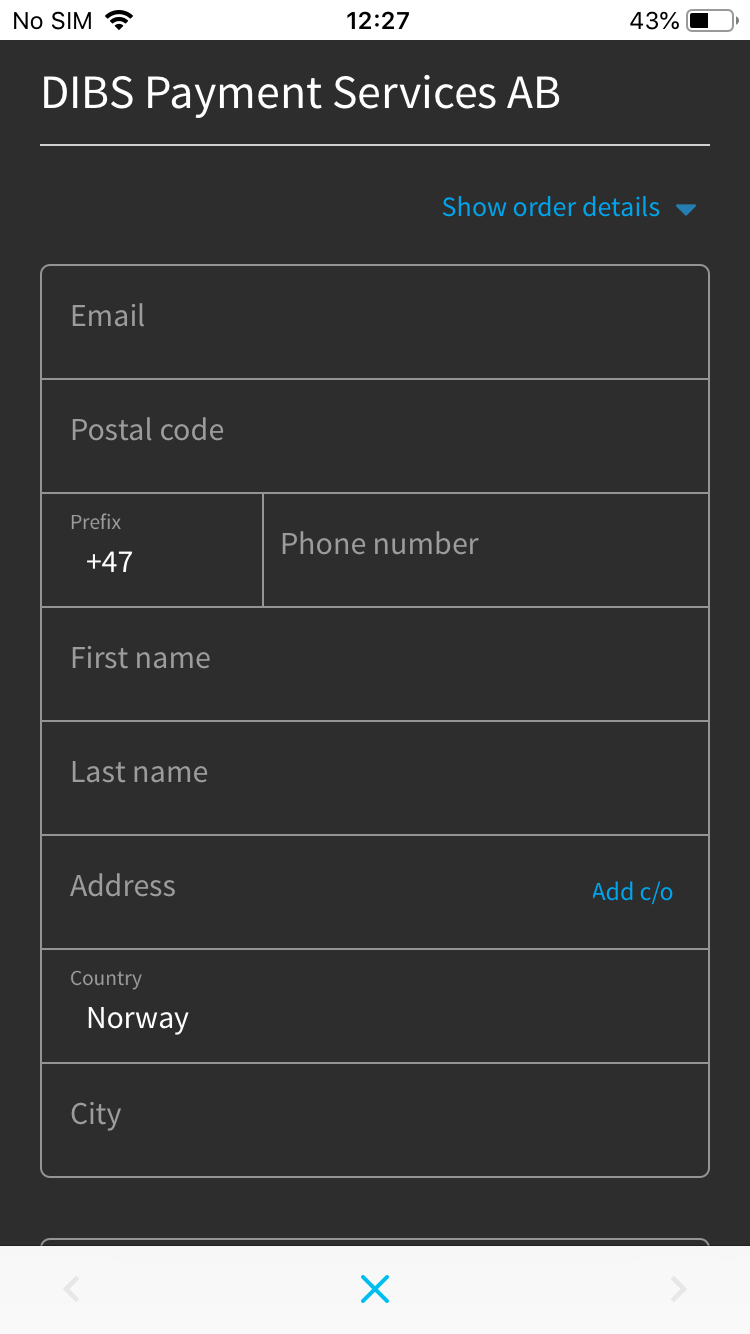 No SIM 12:27 43%
DIBS Payment Services AB
Show order details
Email
Postal code
Prefix
+47
Phone number
First name
Last name
Address
Add c/o
Country
Norway
City